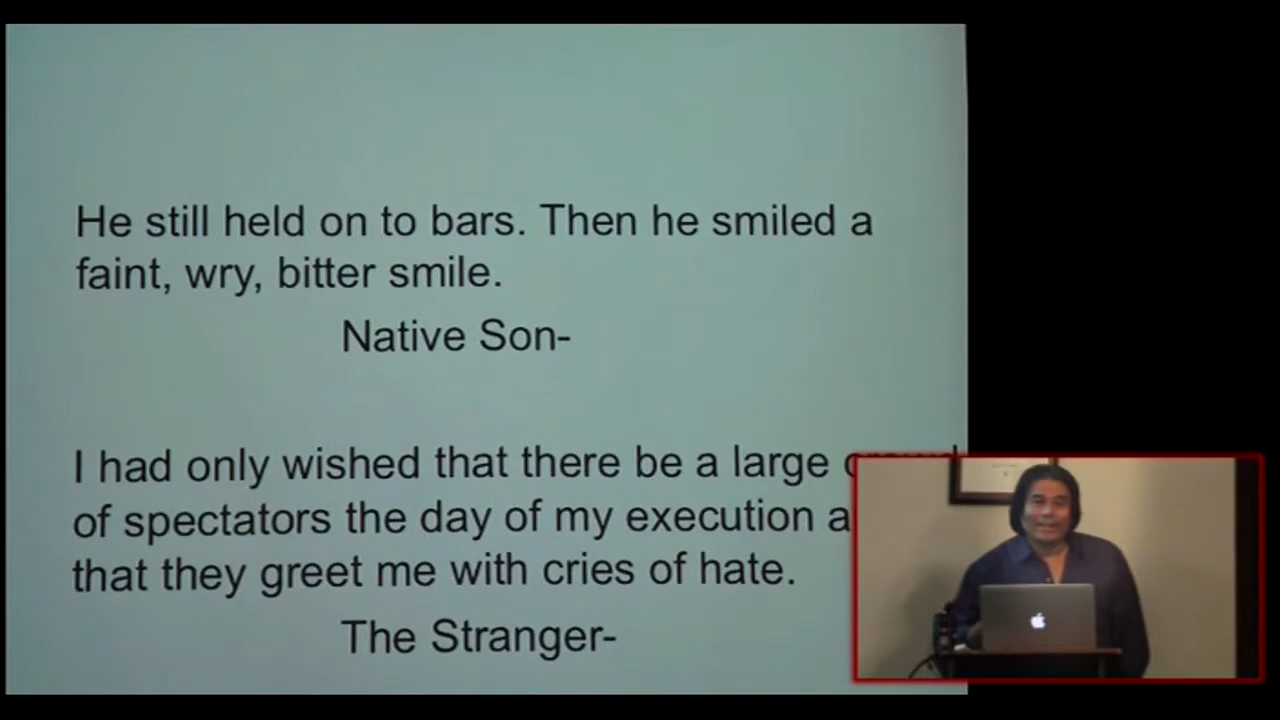 He still held on to bars. Then he smiled a
faint, wry, bitter smile.
Native Son-
I had only wished that there be a large
of spectators the day of my execution a
that they greet me with cries of hate.
The Stranger-